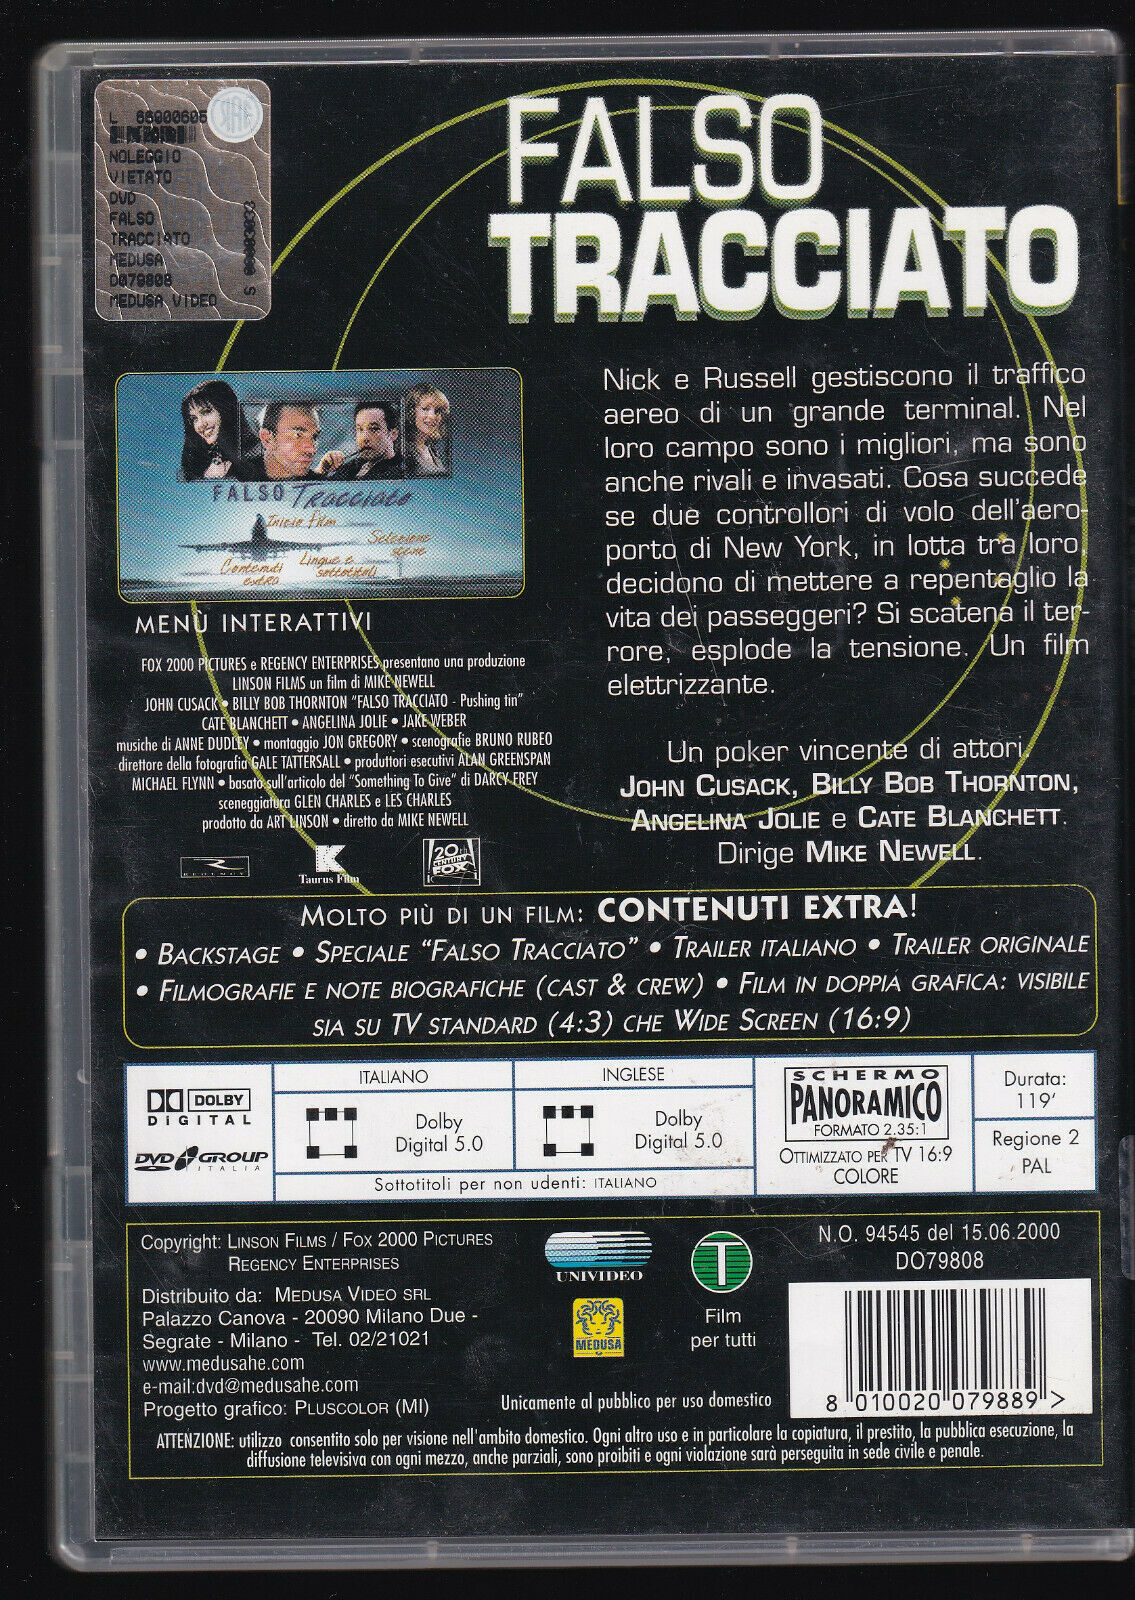 L 66900605
NOLEGGIO
VIETATO
DVD
FALSO
TRACCIATO
MEDUSA
DO79808
MEDUSA VIDEO
FALSO
TRACCIATO
FALSO Tracciato
Inizio Film
Selezione
scene
Contenuti
extra
Lingue e
sottotitoli
MENÙ INTERATTIVI
Nick e Russell gestiscono il traffico
aereo di un grande terminal. Nel
loro campo sono i migliori, ma sono
anche rivali e invasati. Cosa succede
se due controllori di volo dell'aero-
porto di New York, in lotta tra loro,
decidono di mettere a repentaglio la
vita dei passeggeri? Si scatena il ter-
rore, esplode la tensione. Un film
elettrizzante.
Un poker vincente di attori.
JOHN CUSACK, BILLY BOB THORNTON,
ANGELINA JOLIE e CATE BLANCHETT.
Dirige MIKE NEWELL.
FOX 2000 PICTURES e REGENCY ENTERPRISES presentano una produzione
LINSON FILMS un film di MIKE NEWELL
JOHN CUSACK • BILLY BOB THORNTON "FALSO TRACCIATO - Pushing tin"
CATE BLANCHETT • ANGELINA JOLIE • JAKE WEBER
musiche di ANNE DUDLEY • montaggio JON GREGORY • scenografie BRUNO RUBEO
direttore della fotografia GALE TATTERSALL • produttori esecutivi ALAN GREENSPAN
MICHAEL FLYNN • basato sull'articolo del "Something To Give" di DARCY FREY
sceneggiatura GLEN CHARLES e LES CHARLES
prodotto da ART LINSON • diretto da MIKE NEWELL
REGENCY
K
Taurus Film
20th
CENTURY
FOX
MOLTO PIÙ DI UN FILM: CONTENUTI EXTRA!
• BACKSTAGE • SPECIALE "FALSO TRACCIATO" • TRAILER ITALIANO • TRAILER ORIGINALE
• FILMOGRAFIE E NOTE BIOGRAFICHE (CAST & CREW) • FILM IN DOPPIA GRAFICA: VISIBILE
SIA SU TV STANDARD (4:3) CHE WIDE SCREEN (16:9)
DOLBY
DIGITAL
DVD GROUP
ITALIA
ITALIANO
Dolby
Digital 5.0
INGLESE
Dolby
Digital 5.0
Sottotitoli per non udenti: ITALIANO
SCHERMO
PANORAMICO
FORMATO 2.35:1
OTTIMIZZATO PER TV 16:9
COLORE
Durata:
119'
Regione 2
PAL
Copyright: LINSON FILMS / FOX 2000 PICTURES
REGENCY ENTERPRISES
Distribuito da: MEDUSA VIDEO SRL
Palazzo Canova - 20090 Milano Due -
Segrate - Milano - Tel. 02/21021
www.medusahe.com
e-mail:dvd@medusahe.com
Progetto grafico: PLUSCOLOR (MI)
UNIVIDEO
MEDUSA
T
Film
per tutti
Unicamente al pubblico per uso domestico
N.O. 94545 del 15.06.2000
DO79808
8 010020 079889 >
ATTENZIONE: utilizzo consentito solo per visione nell'ambito domestico. Ogni altro uso e in particolare la copiatura, il prestito, la pubblica esecuzione, la
diffusione televisiva con ogni mezzo, anche parziali, sono proibiti e ogni violazione sarà perseguita in sede civile e penale.